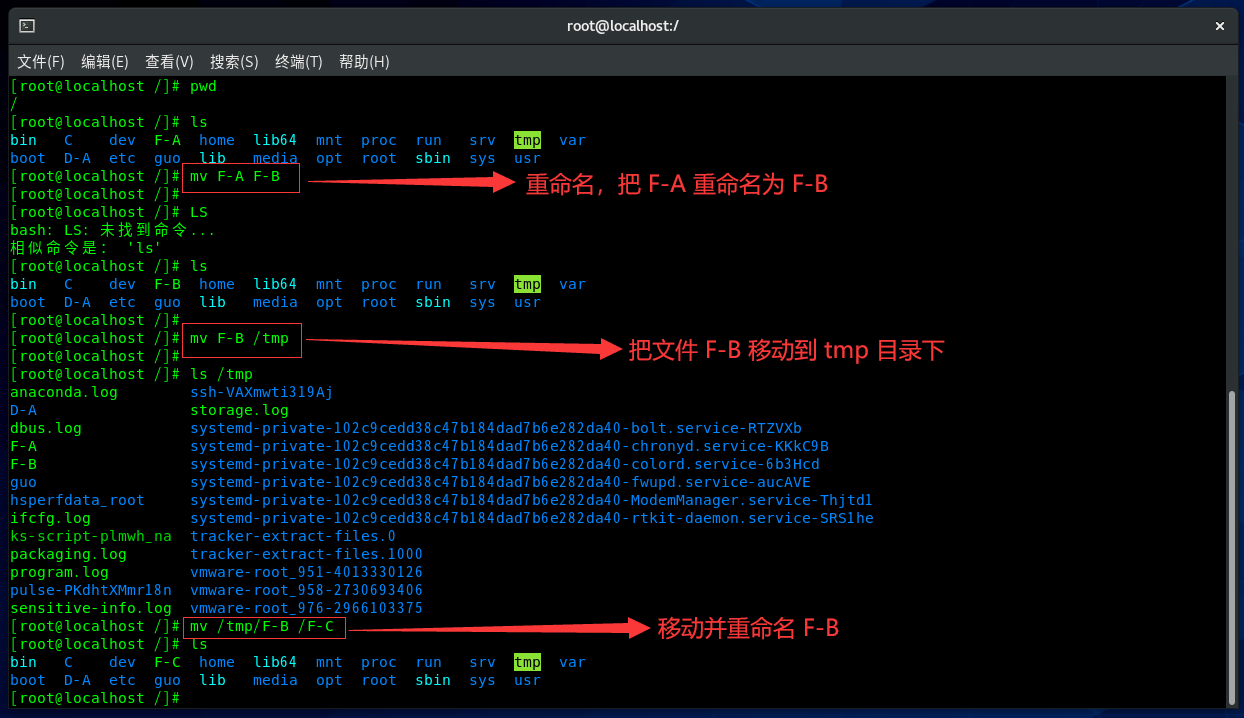 root@localhost:/
文件(F) 编辑(E) 查看(V) 搜索(S) 终端(T) 帮助(H)
[root@localhost /]# pwd
/
[root@localhost /]# ls
bin C dev F-A home lib64 mnt proc run srv tmp var
boot D-A etc guo lib media opt root sbin sys usr
[root@localhost /]# mv F-A F-B 重命名，把 F-A 重命名为 F-B
[root@localhost /]#
[root@localhost /]# LS
bash: LS: 未找到命令...
相似命令是： 'ls'
[root@localhost /]# ls
bin C dev F-B home lib64 mnt proc run srv tmp var
boot D-A etc guo lib media opt root sbin sys usr
[root@localhost /]#
[root@localhost /]# mv F-B /tmp 把文件 F-B 移动到 tmp 目录下
[root@localhost /]#
[root@localhost /]# ls /tmp
anaconda.log ssh-VAXmwti319Aj
D-A storage.log
dbus.log systemd-private-102c9cedd38c47b184dad7b6e282da40-bolt.service-RTZVXb
F-A systemd-private-102c9cedd38c47b184dad7b6e282da40-chronyd.service-KKkC9B
F-B systemd-private-102c9cedd38c47b184dad7b6e282da40-colord.service-6b3Hcd
guo systemd-private-102c9cedd38c47b184dad7b6e282da40-fwupd.service-aucAVE
hsperfdata_root systemd-private-102c9cedd38c47b184dad7b6e282da40-ModemManager.service-Thjtd1
ifcfg.log systemd-private-102c9cedd38c47b184dad7b6e282da40-rtkit-daemon.service-SRS1he
ks-script-plmwh_na tracker-extract-files.0
packaging.log tracker-extract-files.1000
program.log vmware-root_951-4013330126
pulse-PKdhtXMmr18n vmware-root_958-2730693406
sensitive-info.log vmware-root_976-2966103375
[root@localhost /]# mv /tmp/F-B /F-C 移动并重命名 F-B
[root@localhost /]# ls
bin C dev F-C home lib64 mnt proc run srv tmp var
boot D-A etc guo lib media opt root sbin sys usr
[root@localhost /]#